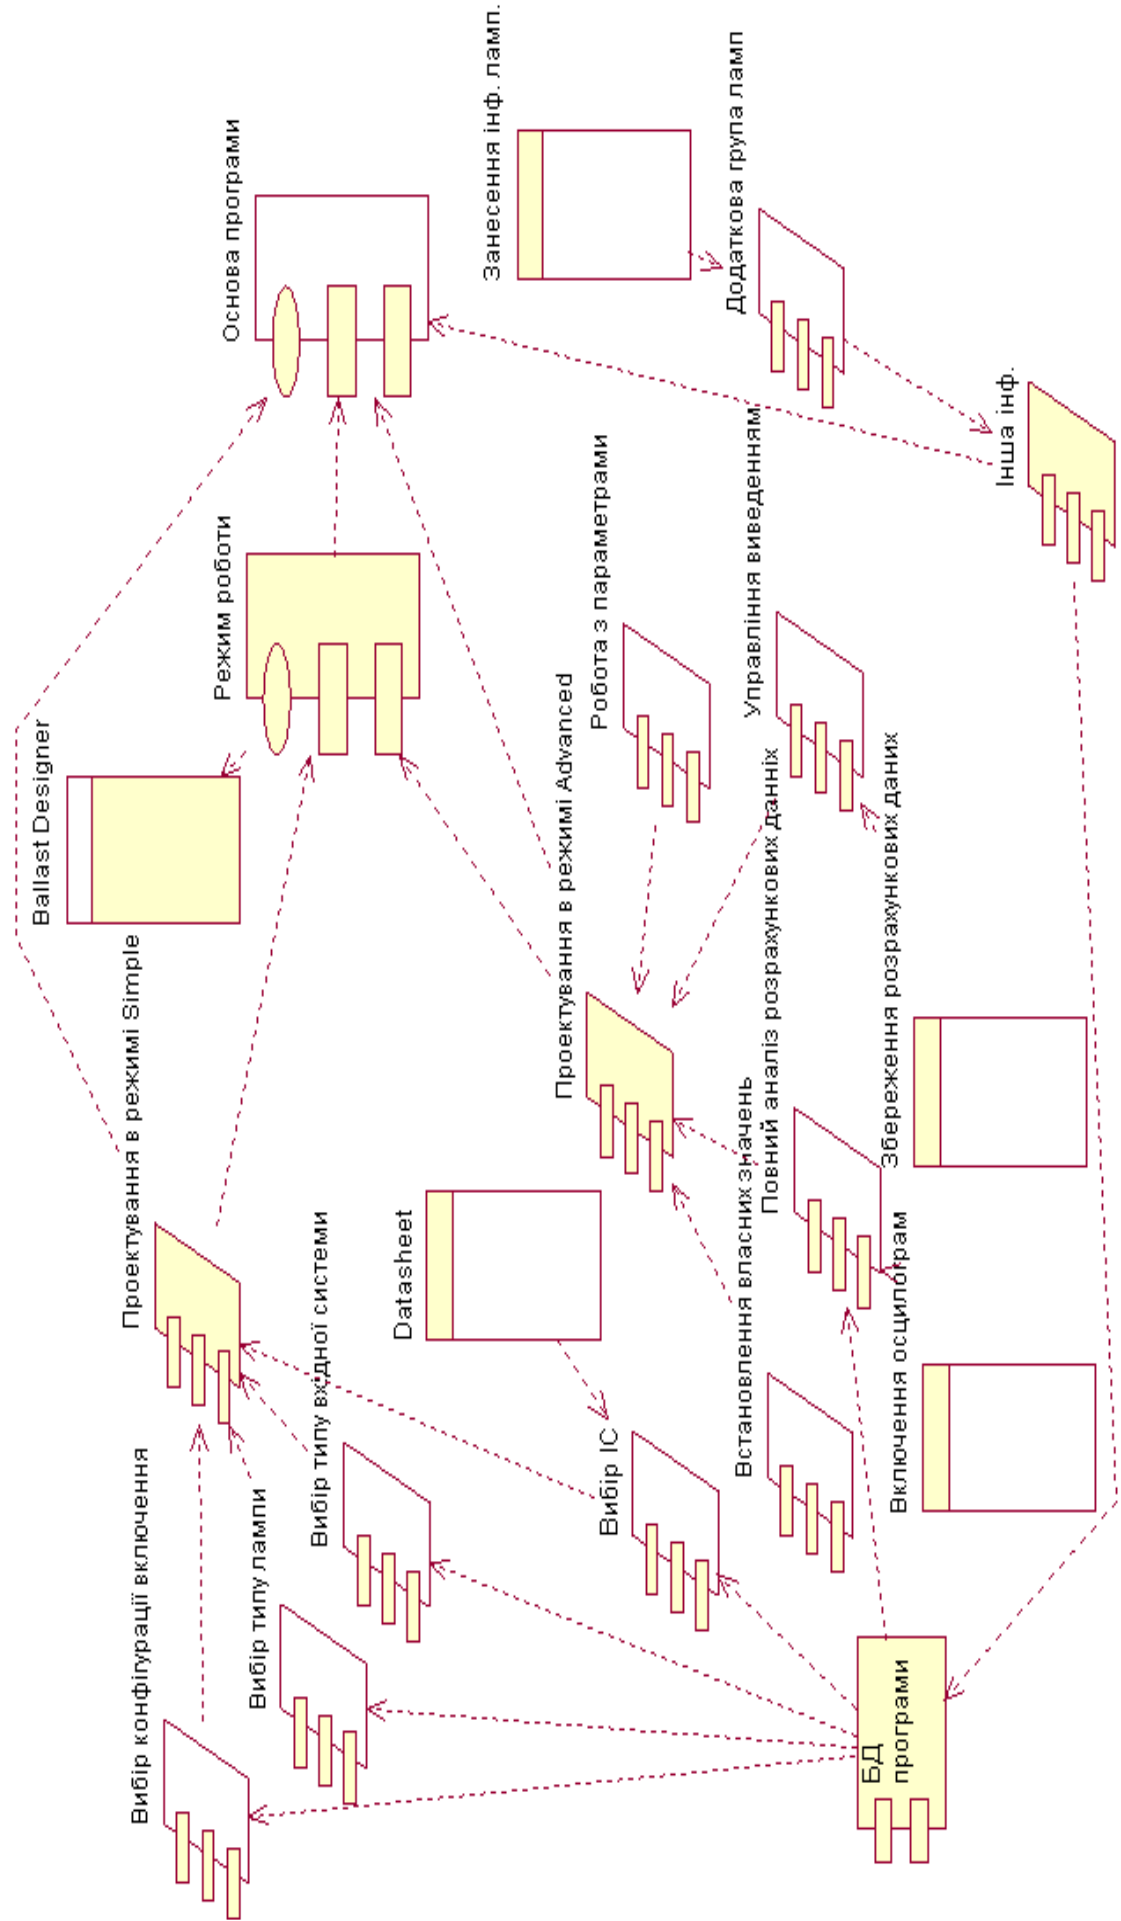 Ballast Designer
Режим роботи
Основа програми
Проектування в режимі Simple
Вибір конфігурації включення
Вибір типу лампи
Вибір типу вхідної системи
Datasheet
Вибір ІС
Проектування в режимі Advanced
Робота з параметрами
Управління виведенням
Встановлення власних значень
Повний аналіз розрахункових данніх
Збереження розрахункових даних
Включення осцилограм
Занесення інф. ламп.
Додаткова група ламп
Інша інф.
БД
програми